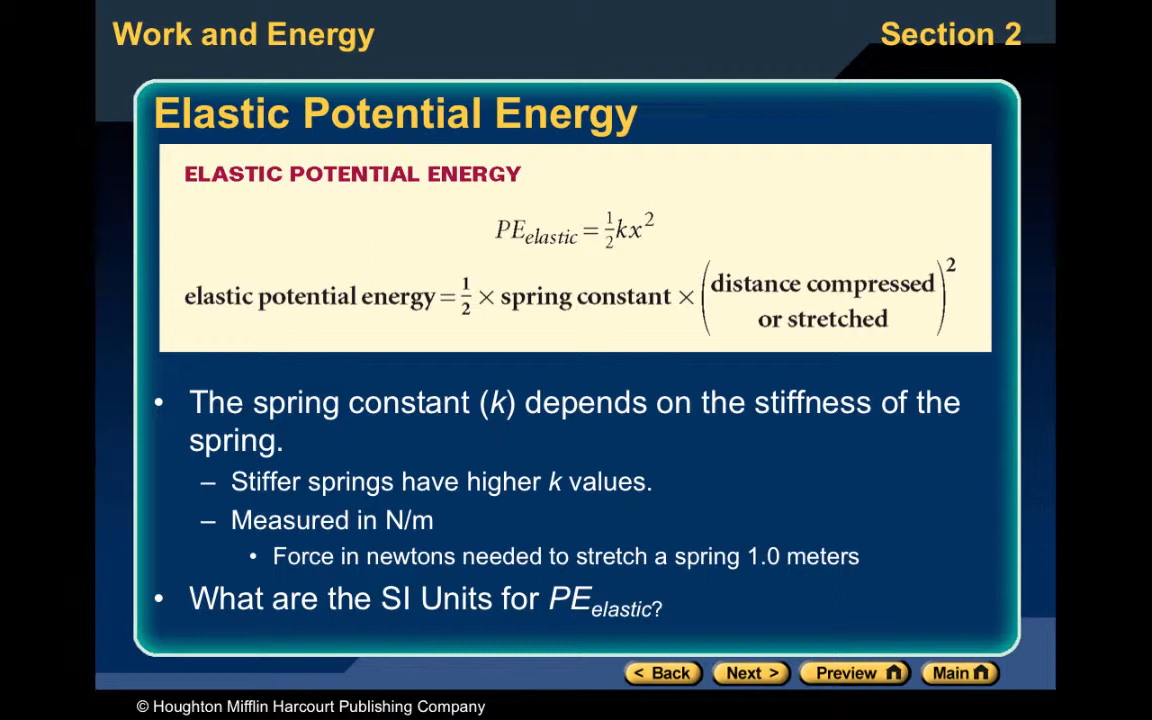 Work and Energy
Section 2
Elastic Potential Energy
ELASTIC POTENTIAL ENERGY
PE_elastic = ½kx²
elastic potential energy = ½ × spring constant × (distance compressed or stretched)²
• The spring constant (k) depends on the stiffness of the
spring.
– Stiffer springs have higher k values.
– Measured in N/m
• Force in newtons needed to stretch a spring 1.0 meters
• What are the SI Units for PE_elastic?
< Back
Next >
Preview
Main
© Houghton Mifflin Harcourt Publishing Company